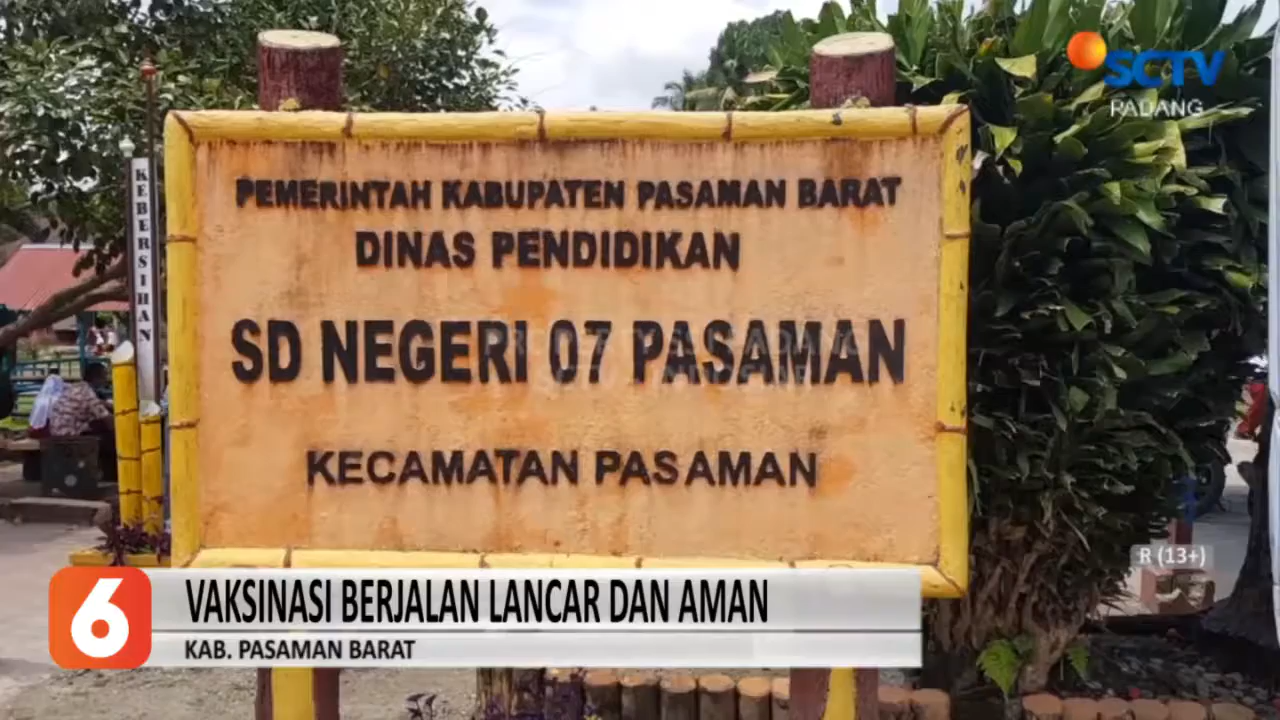 SCTV
PADANG
KEBERSIHAN
PEMERINTAH KABUPATEN PASAMAN BARAT
DINAS PENDIDIKAN
SD NEGERI 07 PASAMAN
KECAMATAN PASAMAN
R (13+)
6
VAKSINASI BERJALAN LANCAR DAN AMAN
KAB. PASAMAN BARAT